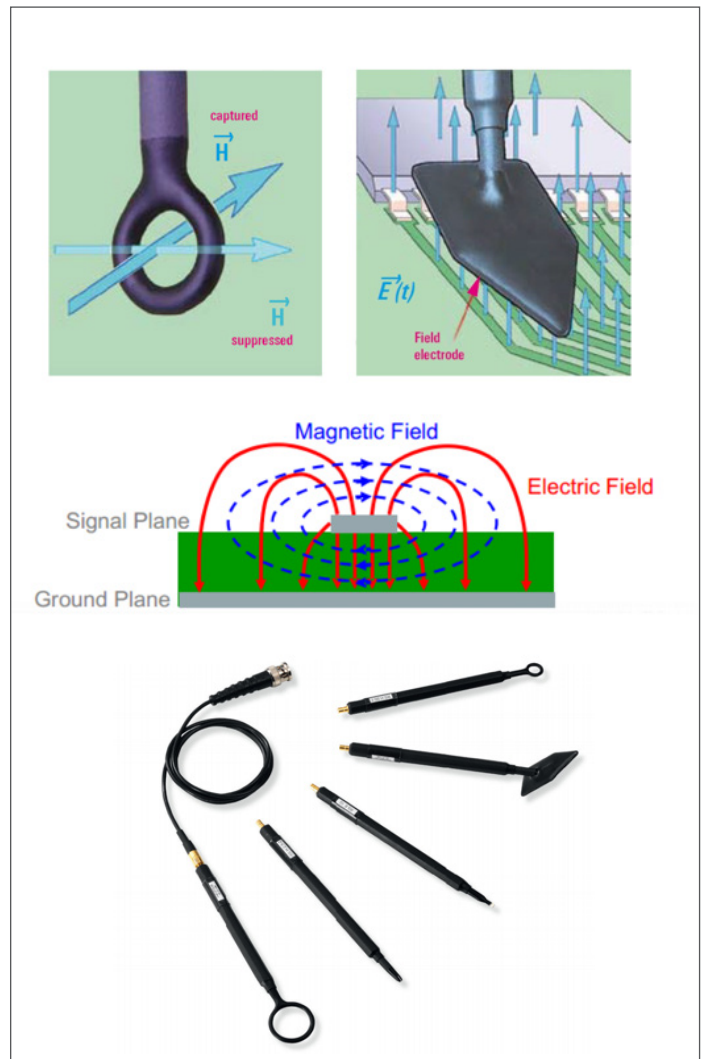 captured
H
H
suppressed
E(t)
Field
electrode
Magnetic Field
Electric Field
Signal Plane
Ground Plane